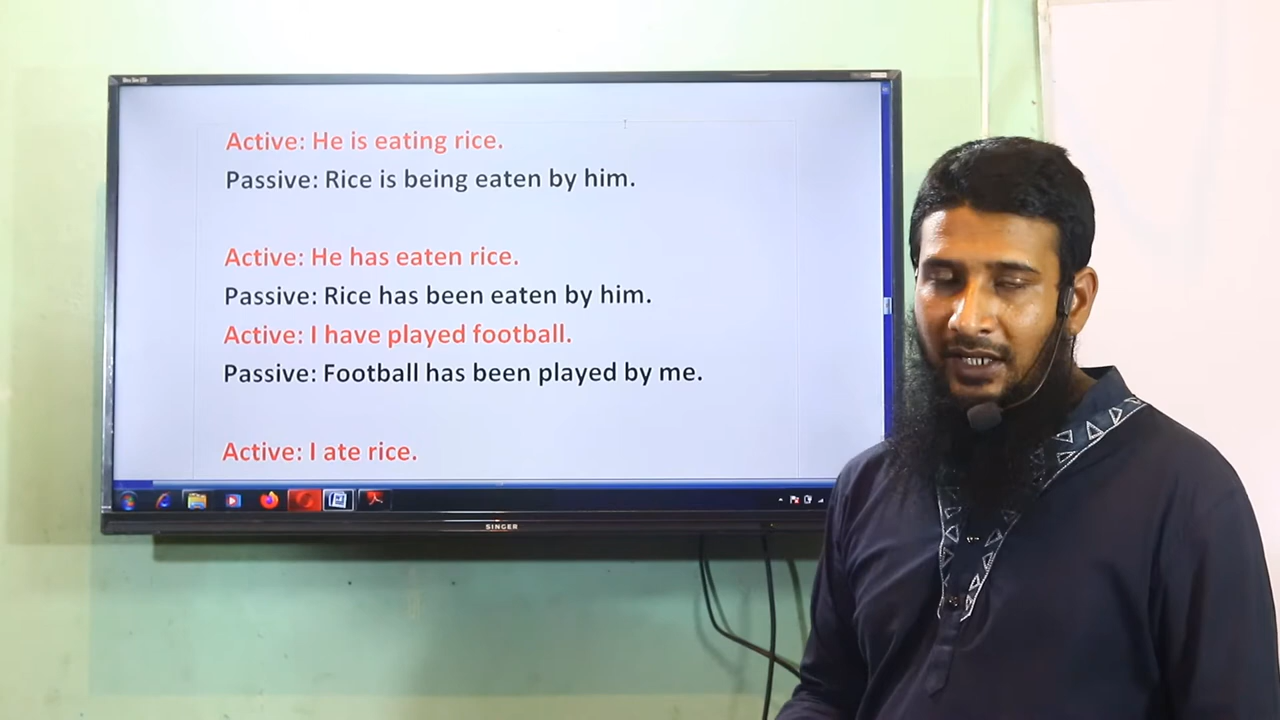 Active: He is eating rice.
Passive: Rice is being eaten by him.
Active: He has eaten rice.
Passive: Rice has been eaten by him.
Active: I have played football.
Passive: Football has been played by me.
Active: I ate rice.
SINGER